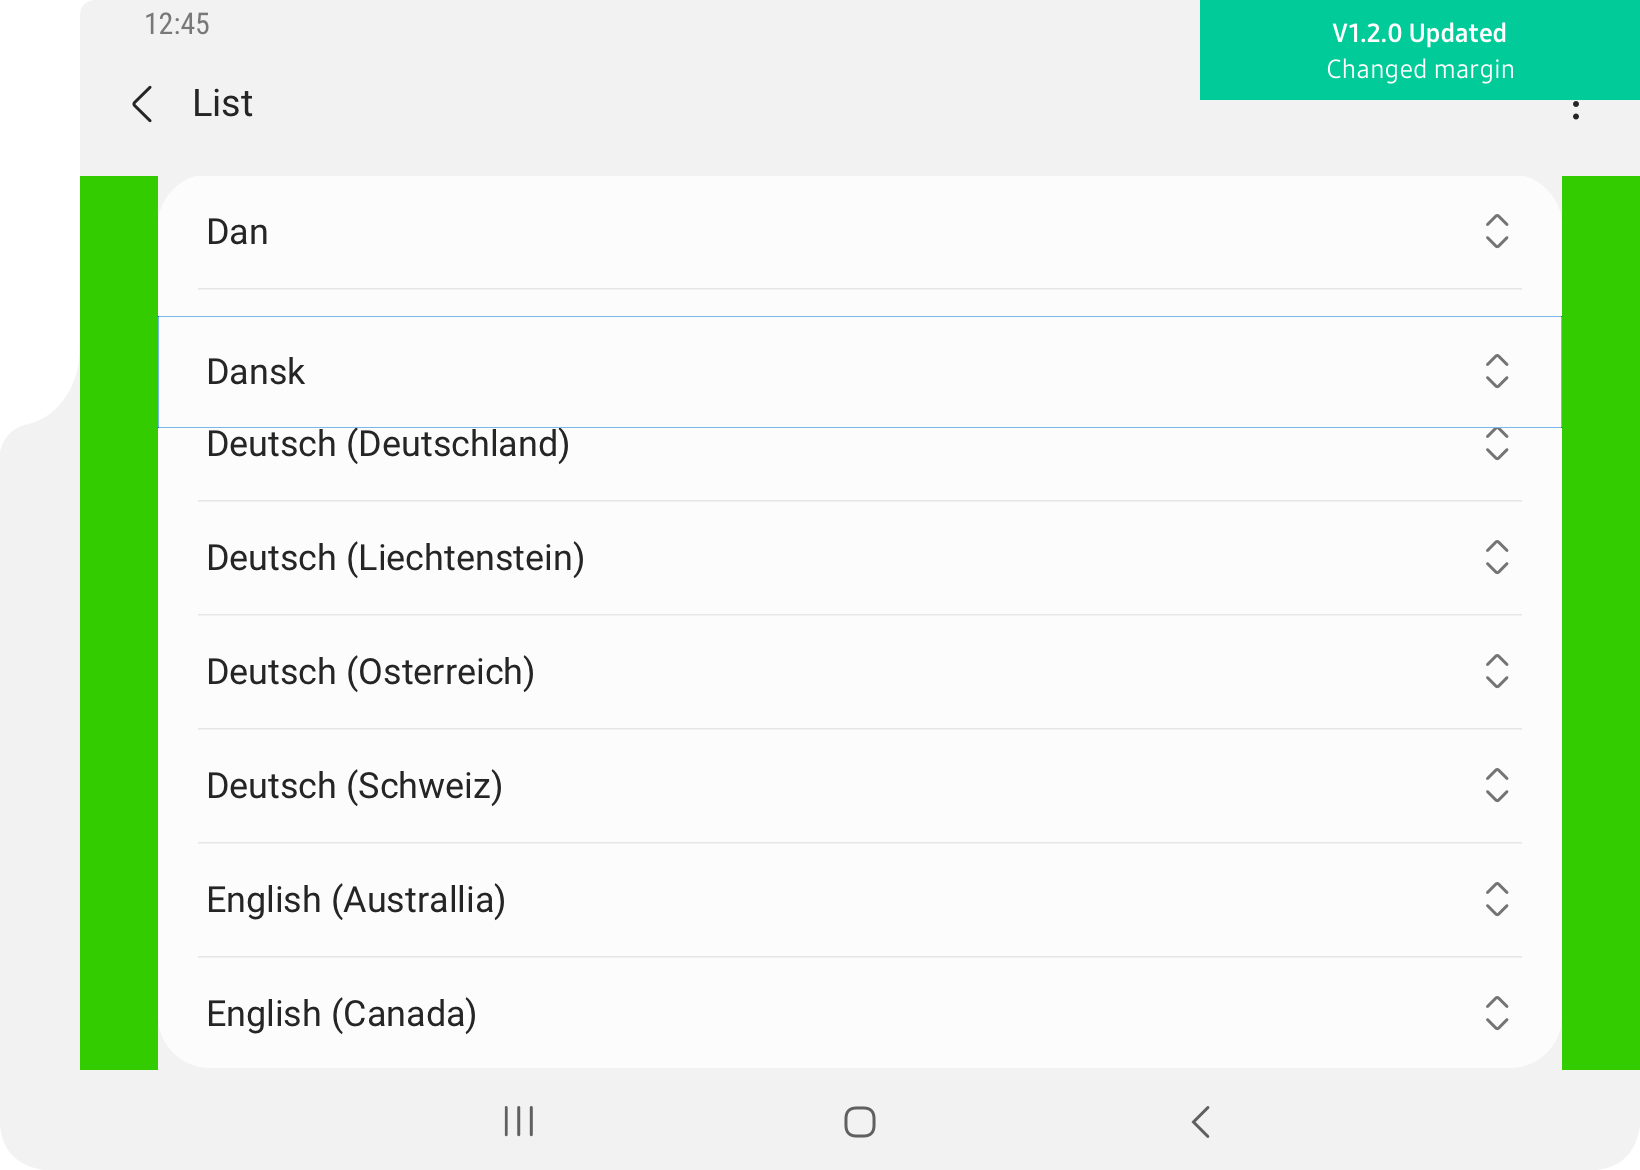 12:45
V1.2.0 Updated
Changed margin
List
Dan
Dansk
Deutsch (Deutschland)
Deutsch (Liechtenstein)
Deutsch (Osterreich)
Deutsch (Schweiz)
English (Australlia)
English (Canada)